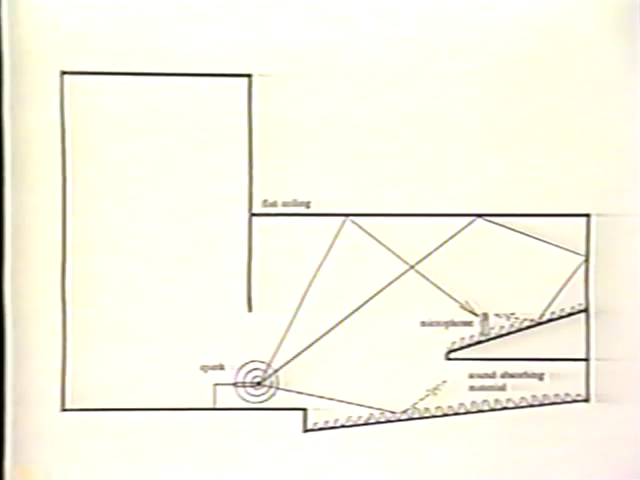 flat ceiling
microphone
spark
sound absorbing
material